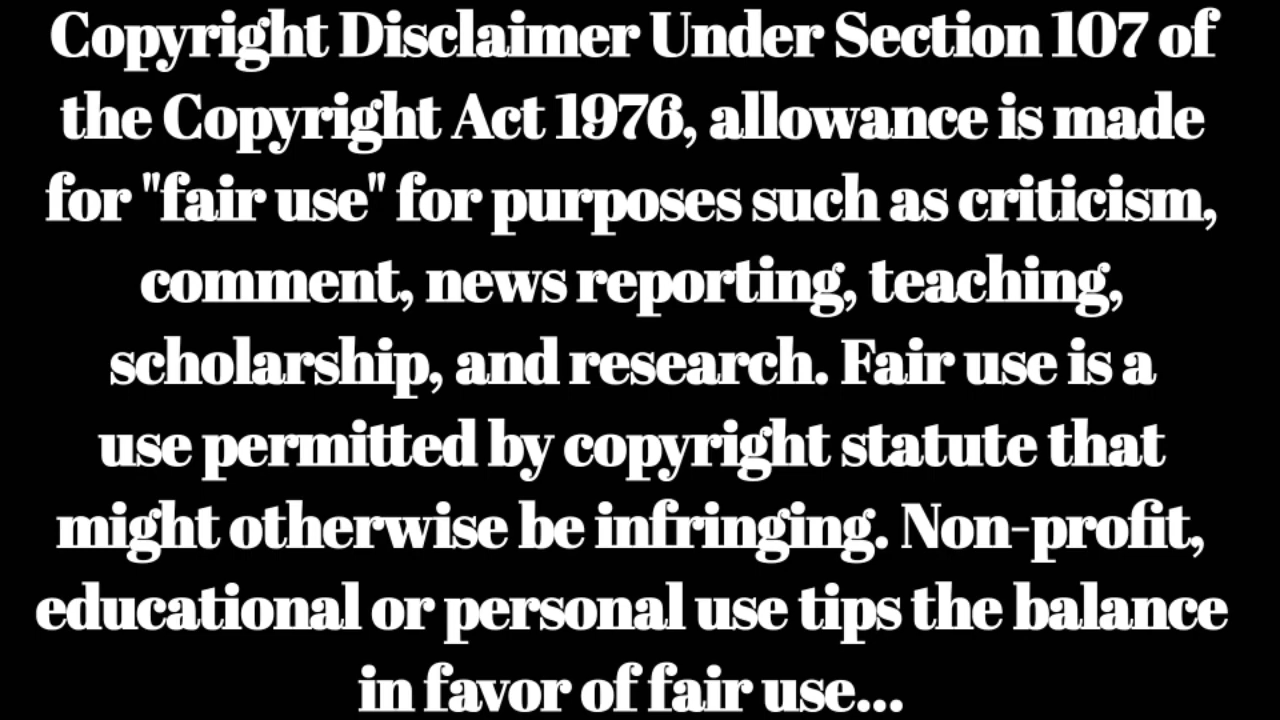 Copyright Disclaimer Under Section 107 of
the Copyright Act 1976, allowance is made
for "fair use" for purposes such as criticism,
comment, news reporting, teaching,
scholarship, and research. Fair use is a
use permitted by copyright statute that
might otherwise be infringing. Non-profit,
educational or personal use tips the balance
in favor of fair use...